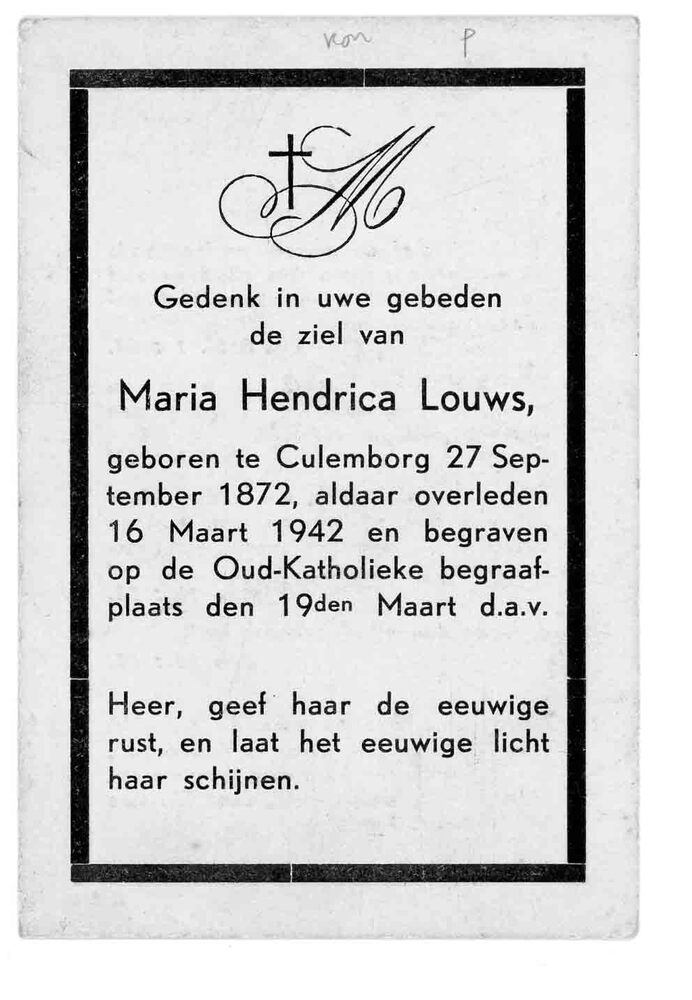 P
M
Gedenk in uwe gebeden
de ziel van
Maria Hendrica Louws,
geboren te Culemborg 27 Sep-
tember 1872, aldaar overleden
16 Maart 1942 en begraven
op de Oud-Katholieke begraaf-
plaats den 19den Maart d.a.v.
Heer, geef haar de eeuwige
rust, en laat het eeuwige licht
haar schijnen.